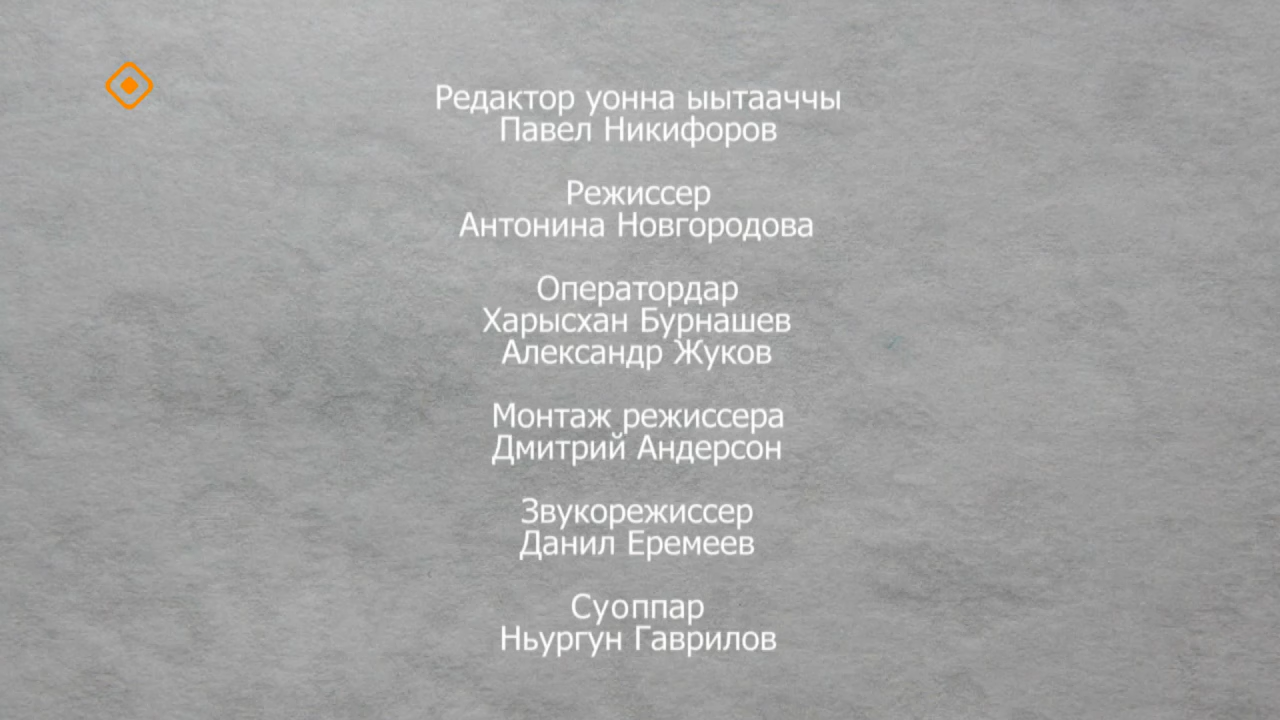 Редактор уонна ыытааччы
Павел Никифоров
Режиссер
Антонина Новгородова
Оператордар
Харысхан Бурнашев
Александр Жуков
Монтаж режиссера
Дмитрий Андерсон
Звукорежиссер
Данил Еремеев
Суоппар
Ньургун Гаврилов